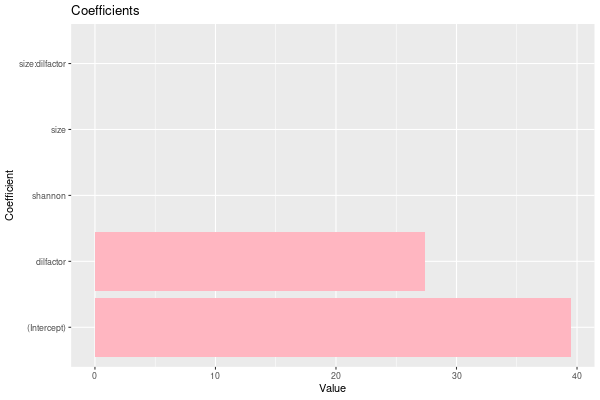 Coefficients
Coefficient
size:dilfactor
size
shannon
dilfactor
(Intercept)
0 10 20 30 40
Value